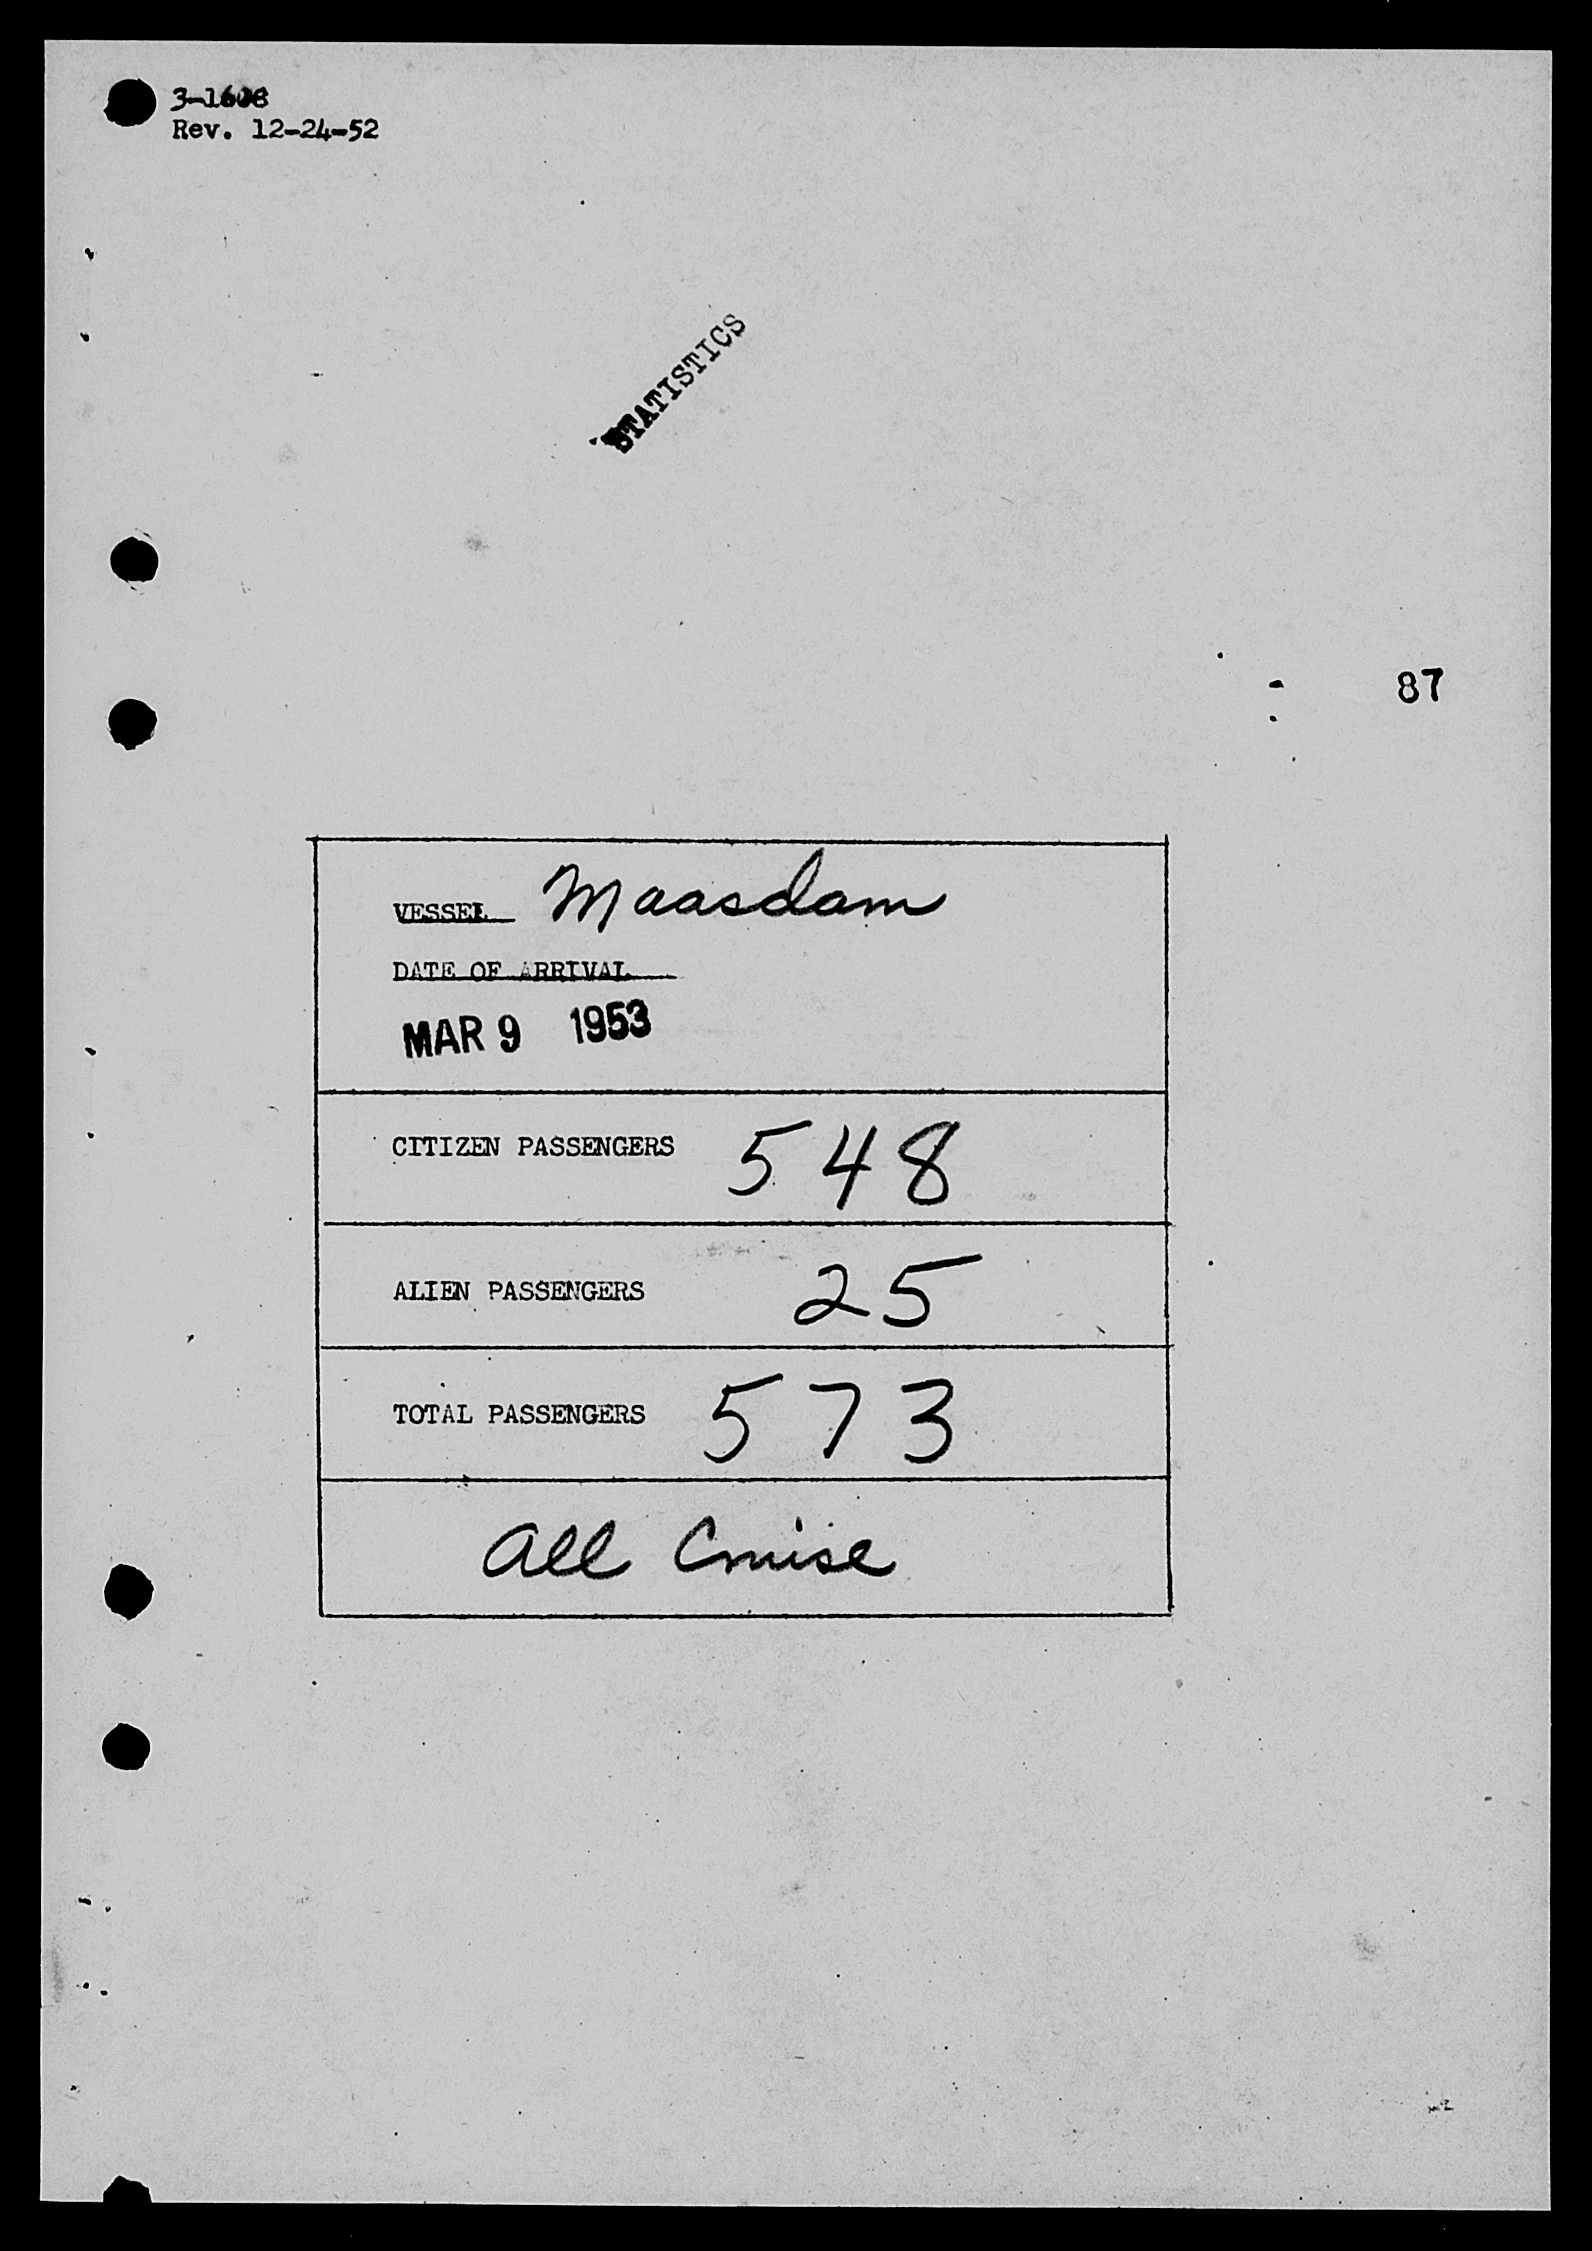 3-1608
Rev. 12-24-52
STATISTICS
87
VESSEL Maasdam
DATE OF ARRIVAL
MAR 9 1953
CITIZEN PASSENGERS 548
ALIEN PASSENGERS 25
TOTAL PASSENGERS 573
All Cruise